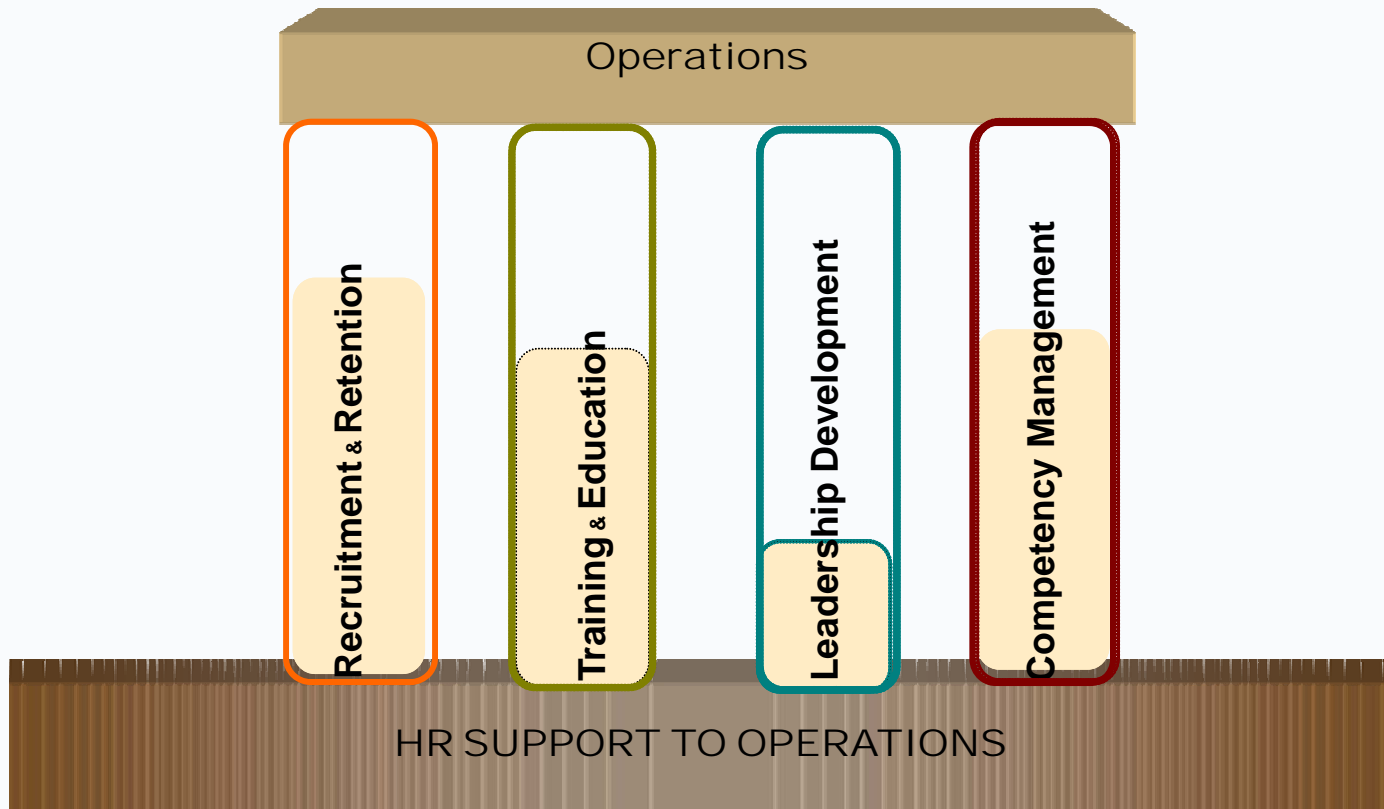 Operations
Recruitment & Retention
Training & Education
Leadership Development
Competency Management
HR SUPPORT TO OPERATIONS